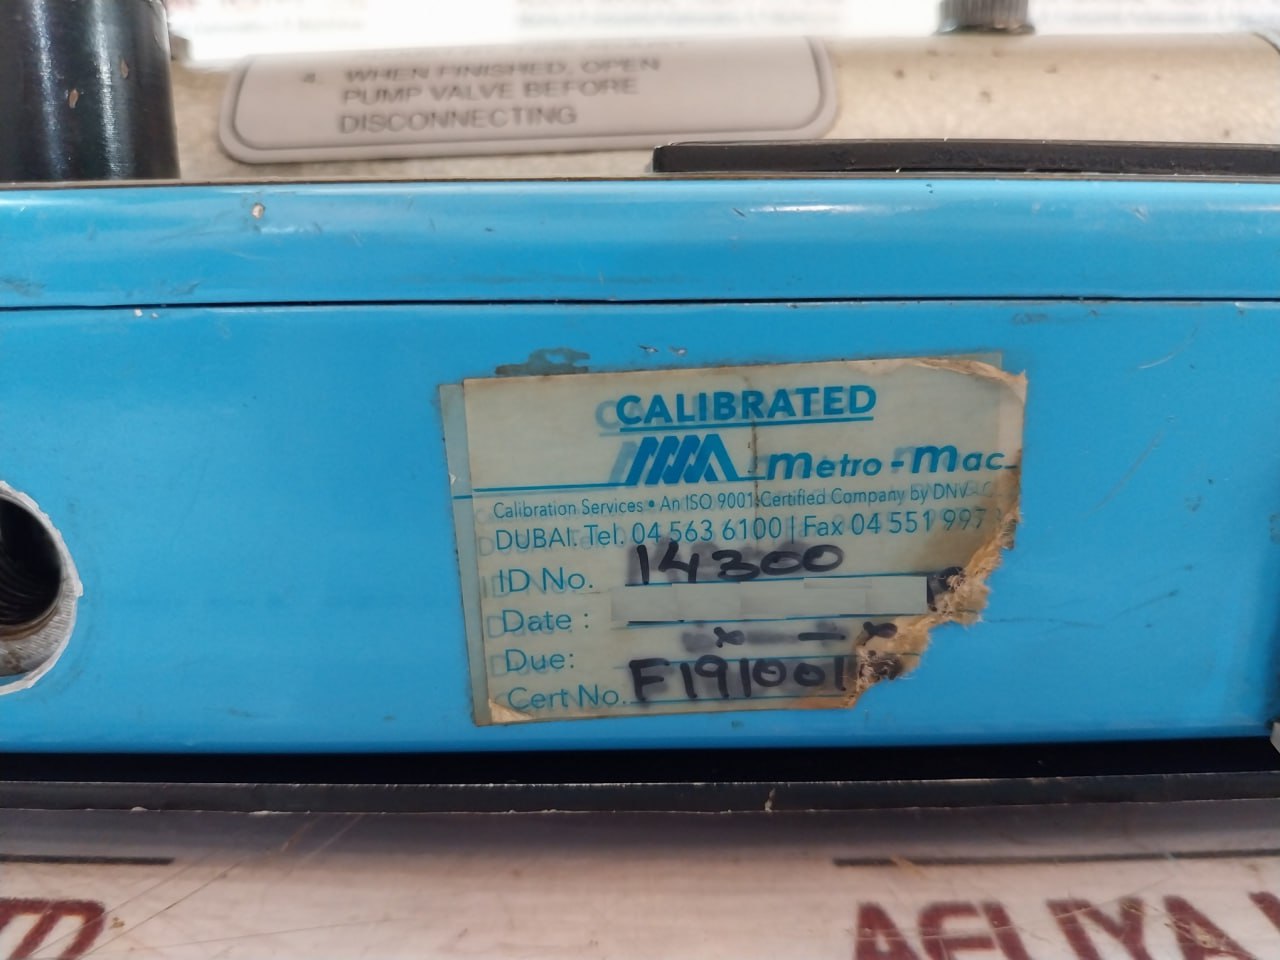 4. WHEN FINISHED, OPEN
PUMP VALVE BEFORE
DISCONNECTING
CALIBRATED
metro-mac
Calibration Services • An ISO 9001 Certified Company by DNV
DUBAI. Tel. 04 563 6100 | Fax 04 551 997
ID No. 14300
Date :
Due: x — x
Cert No. F191001
AELIYA